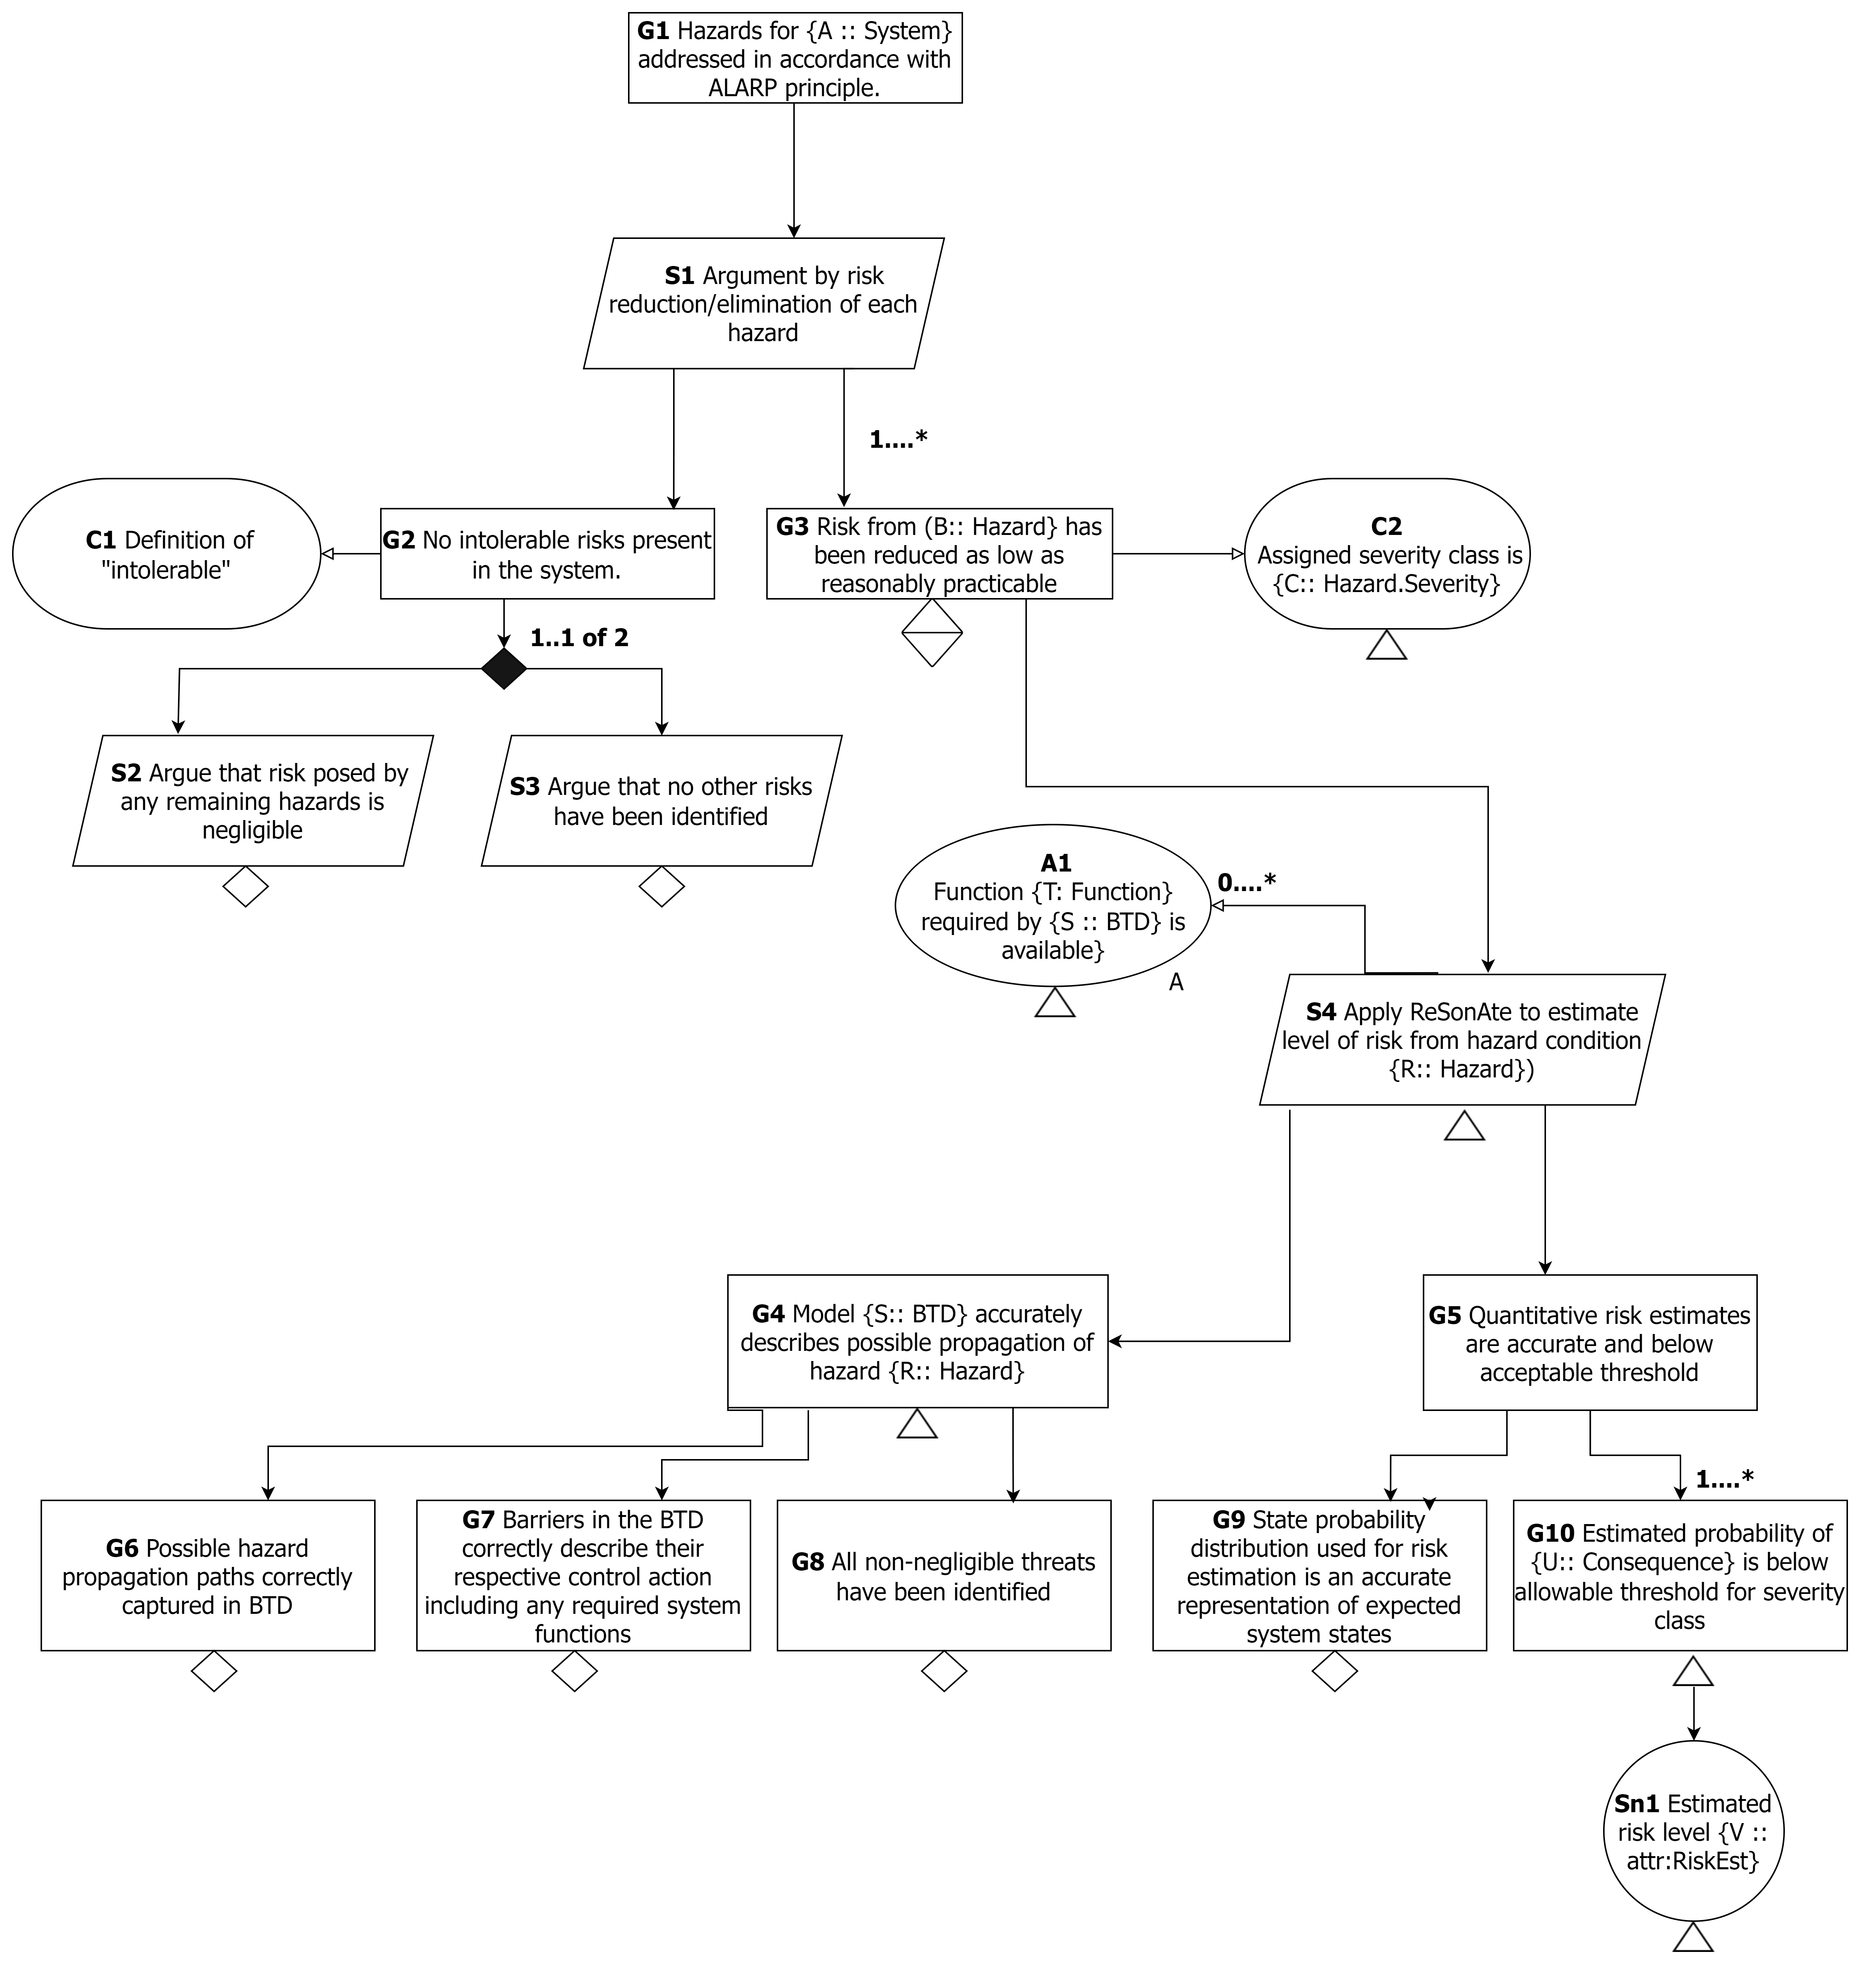 G1 Hazards for {A :: System}
addressed in accordance with
ALARP principle.
S1 Argument by risk
reduction/elimination of each
hazard
1....*
C1 Definition of
"intolerable"
G2 No intolerable risks present
in the system.
G3 Risk from (B:: Hazard} has
been reduced as low as
reasonably practicable
C2
Assigned severity class is
{C:: Hazard.Severity}
1..1 of 2
S2 Argue that risk posed by
any remaining hazards is
negligible
S3 Argue that no other risks
have been identified
A1
Function {T: Function}
required by {S :: BTD} is
available}
A
0....*
S4 Apply ReSonAte to estimate
level of risk from hazard condition
{R:: Hazard})
G4 Model {S:: BTD} accurately
describes possible propagation of
hazard {R:: Hazard}
G5 Quantitative risk estimates
are accurate and below
acceptable threshold
1....*
G6 Possible hazard
propagation paths correctly
captured in BTD
G7 Barriers in the BTD
correctly describe their
respective control action
including any required system
functions
G8 All non-negligible threats
have been identified
G9 State probability
distribution used for risk
estimation is an accurate
representation of expected
system states
G10 Estimated probability of
{U:: Consequence} is below
allowable threshold for severity
class
Sn1 Estimated
risk level {V ::
attr:RiskEst}